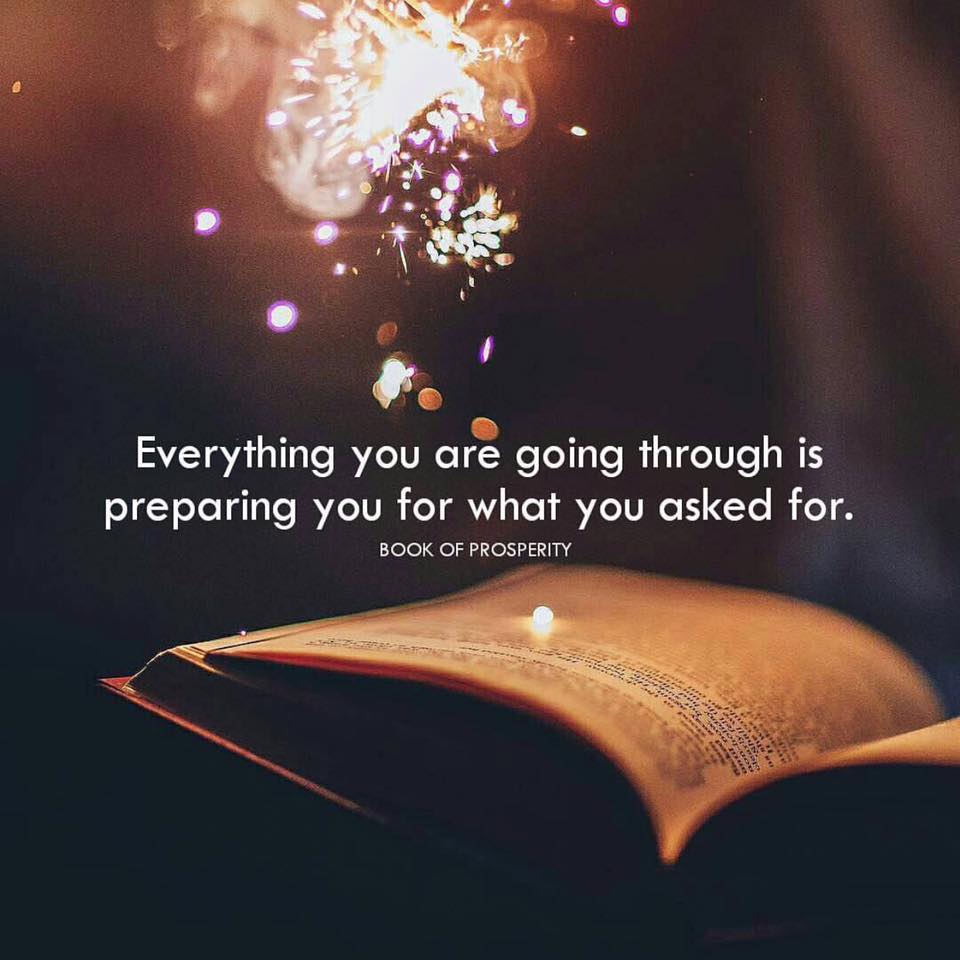 Everything you are going through is
preparing you for what you asked for.
BOOK OF PROSPERITY